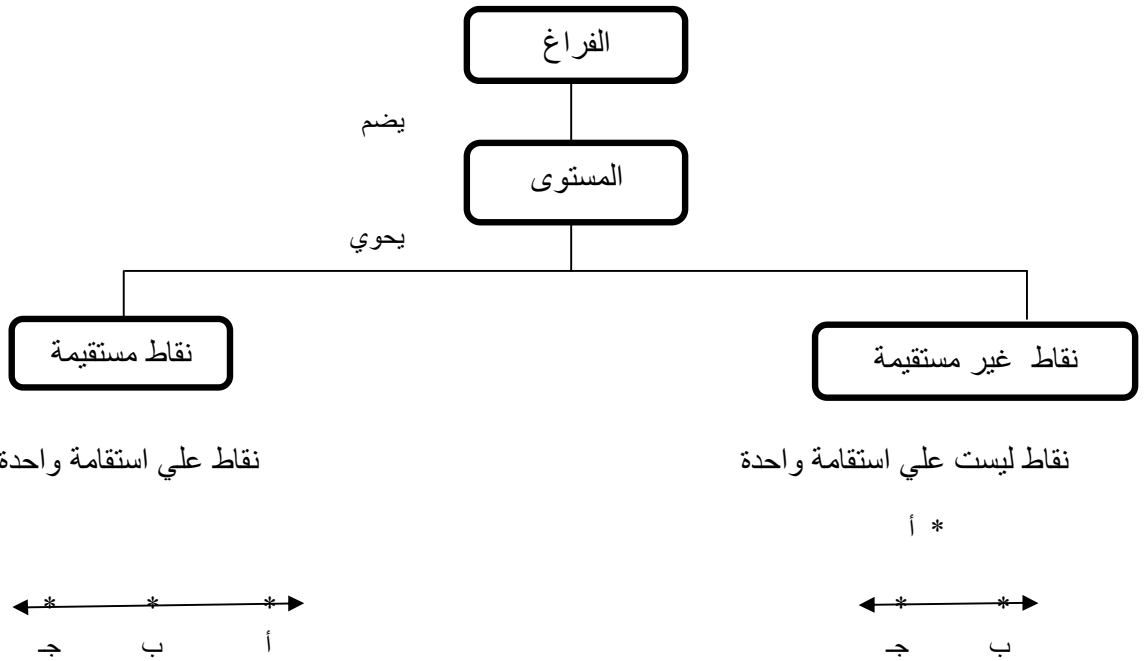 الفراغ
يضم
المستوى
يحوي
نقاط غير مستقيمة
نقاط مستقيمة
نقاط ليست علي استقامة واحدة
نقاط علي استقامة واحدة
* أ
* *
ب جـ
* * *
أ ب جـ